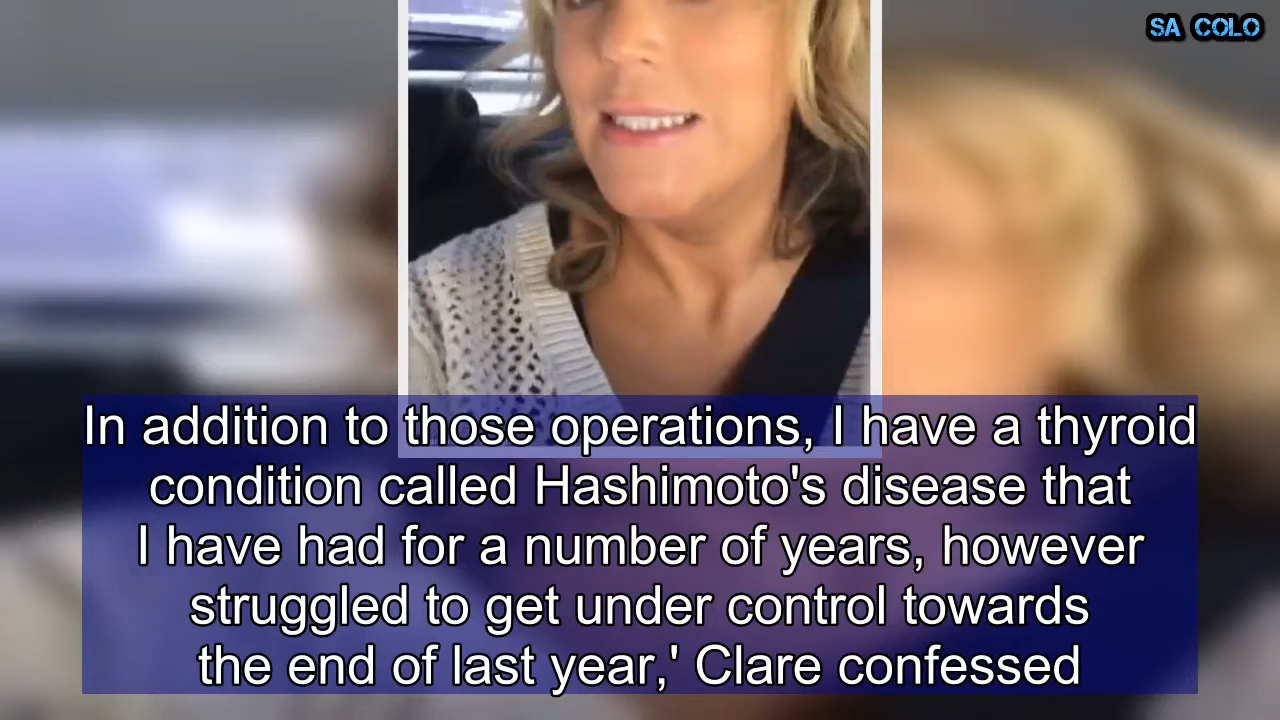 SA COLO
In addition to those operations, I have a thyroid
condition called Hashimoto's disease that
I have had for a number of years, however
struggled to get under control towards
the end of last year,' Clare confessed